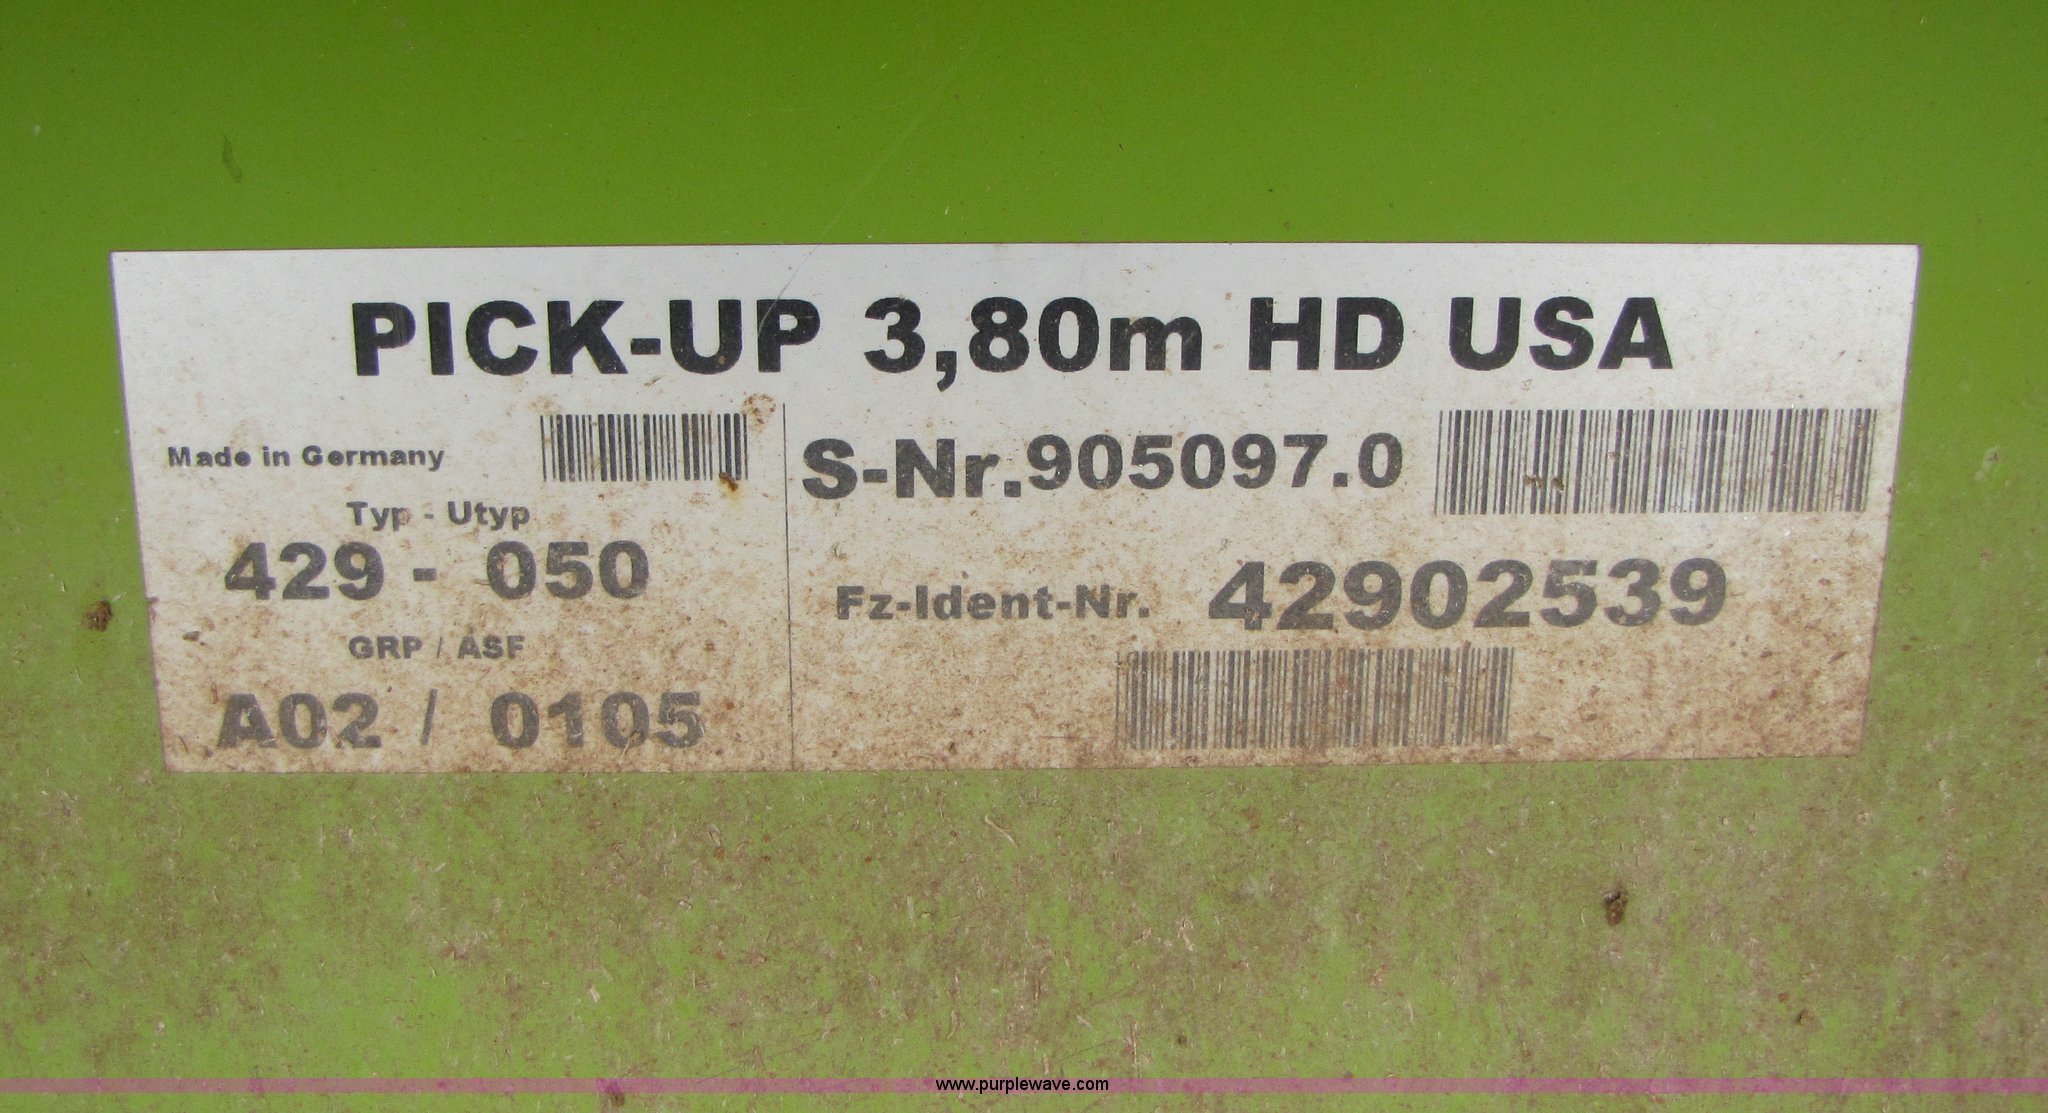 PICK-UP 3,80m HD USA
Made in Germany
Typ - Utyp
429 - 050
GRP / ASF
A02 / 0105
S-Nr.905097.0
Fz-Ident-Nr. 42902539
www.purplewave.com